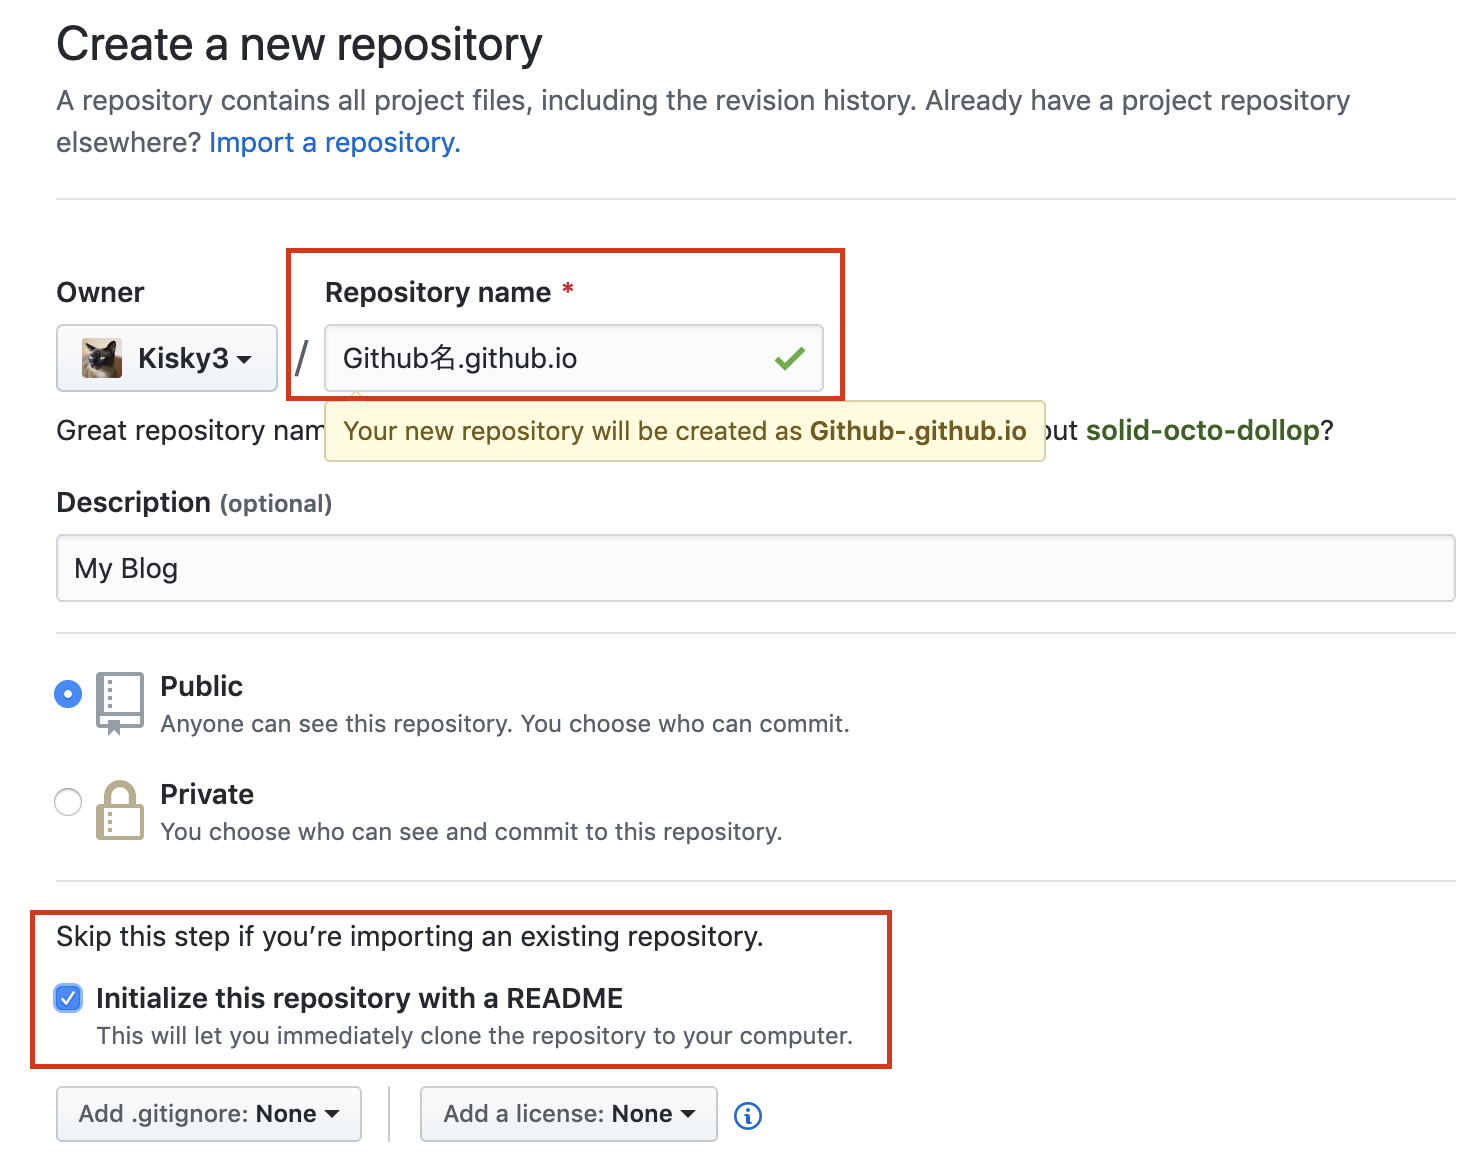 Create a new repository
A repository contains all project files, including the revision history. Already have a project repository
elsewhere? Import a repository.
Owner
Repository name *
Kisky3
/
Github名.github.io
Great repository nam
Your new repository will be created as Github-.github.io
out solid-octo-dollop?
Description (optional)
My Blog
Public
Anyone can see this repository. You choose who can commit.
Private
You choose who can see and commit to this repository.
Skip this step if you’re importing an existing repository.
Initialize this repository with a README
This will let you immediately clone the repository to your computer.
Add .gitignore: None
Add a license: None